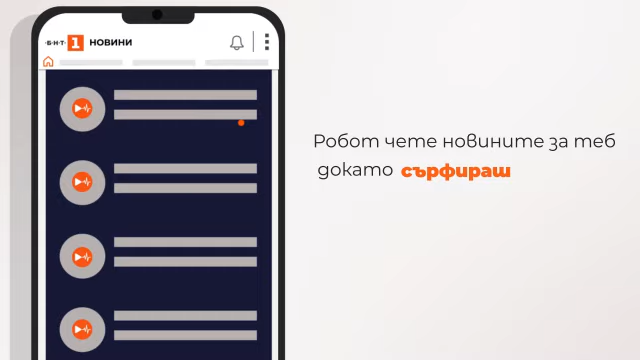 БНТ 1 НОВИНИ
Робот чете новините за теб
докато сърфираш